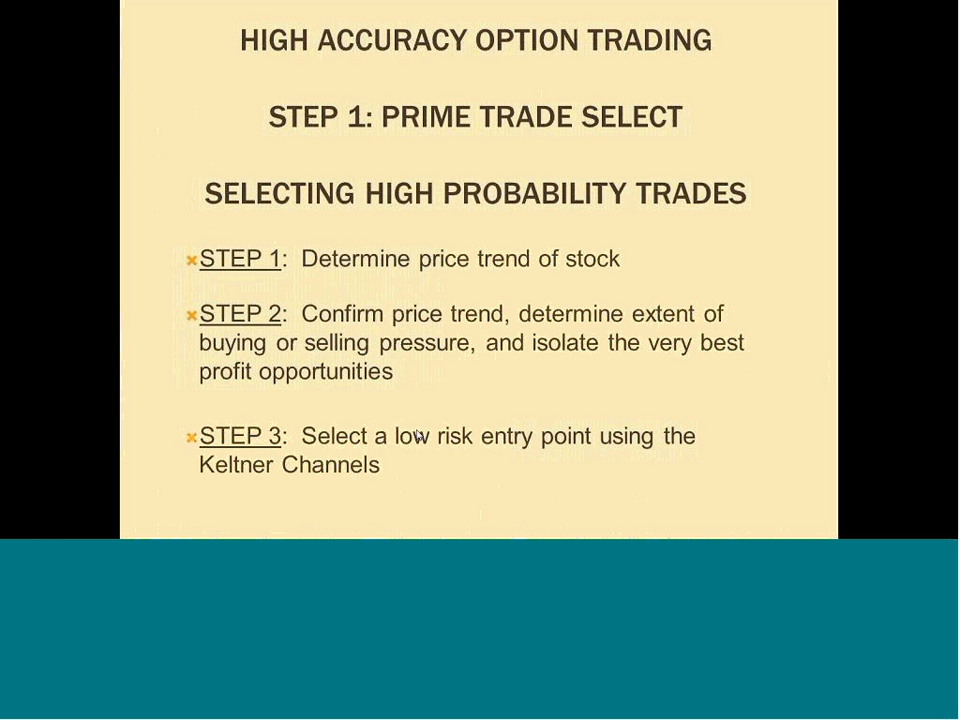 HIGH ACCURACY OPTION TRADING
STEP 1: PRIME TRADE SELECT
SELECTING HIGH PROBABILITY TRADES
STEP 1: Determine price trend of stock
STEP 2: Confirm price trend, determine extent of
buying or selling pressure, and isolate the very best
profit opportunities
STEP 3: Select a low risk entry point using the
Keltner Channels